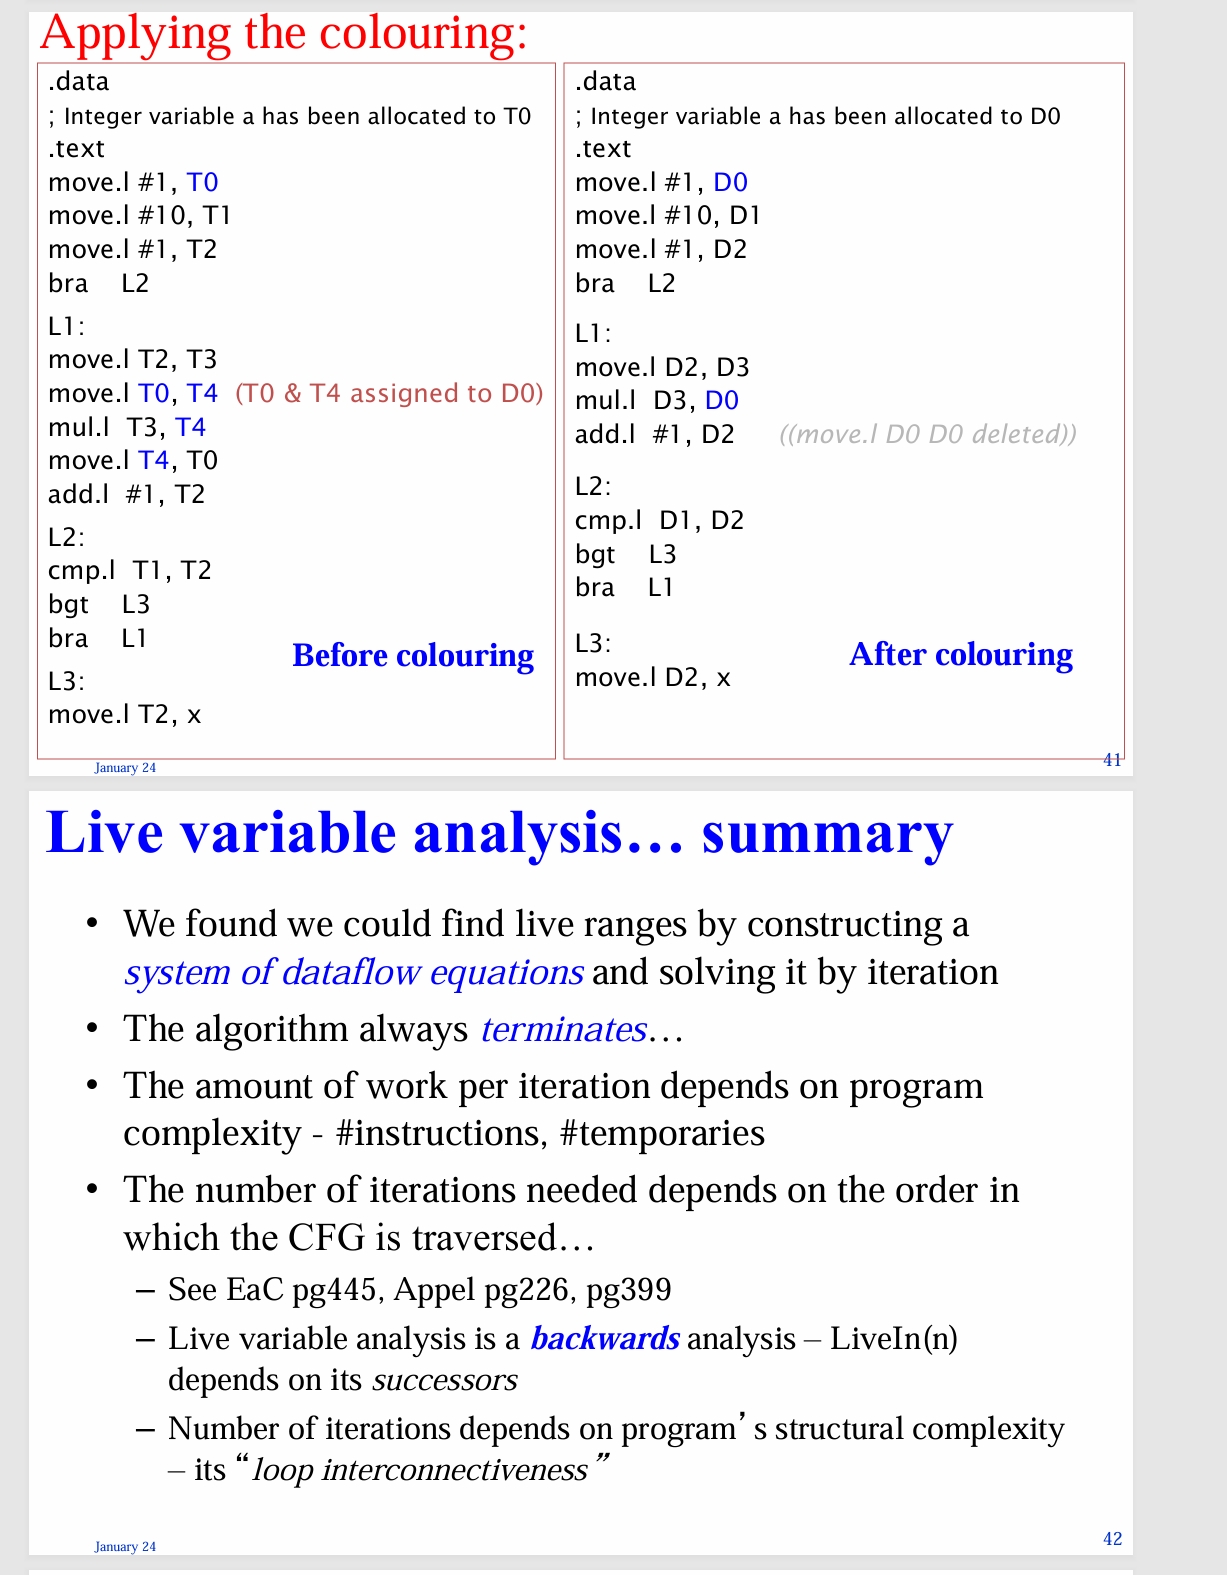 Applying the colouring:
.data
; Integer variable a has been allocated to T0
.text
move.l #1, T0
move.l #10, T1
move.l #1, T2
bra L2
L1:
move.l T2, T3
move.l T0, T4 (T0 & T4 assigned to D0)
mul.l T3, T4
move.l T4, T0
add.l #1, T2
L2:
cmp.l T1, T2
bgt L3
bra L1
Before colouring
L3:
move.l T2, x
.data
; Integer variable a has been allocated to D0
.text
move.l #1, D0
move.l #10, D1
move.l #1, D2
bra L2
L1:
move.l D2, D3
mul.l D3, D0
add.l #1, D2 ((move.l D0 D0 deleted))
L2:
cmp.l D1, D2
bgt L3
bra L1
L3:
After colouring
move.l D2, x
January 24
41
Live variable analysis… summary
• We found we could find live ranges by constructing a
system of dataflow equations and solving it by iteration
• The algorithm always terminates…
• The amount of work per iteration depends on program
complexity - #instructions, #temporaries
• The number of iterations needed depends on the order in
which the CFG is traversed…
– See EaC pg445, Appel pg226, pg399
– Live variable analysis is a backwards analysis – LiveIn(n)
depends on its successors
– Number of iterations depends on program’s structural complexity
– its “loop interconnectiveness”
January 24
42